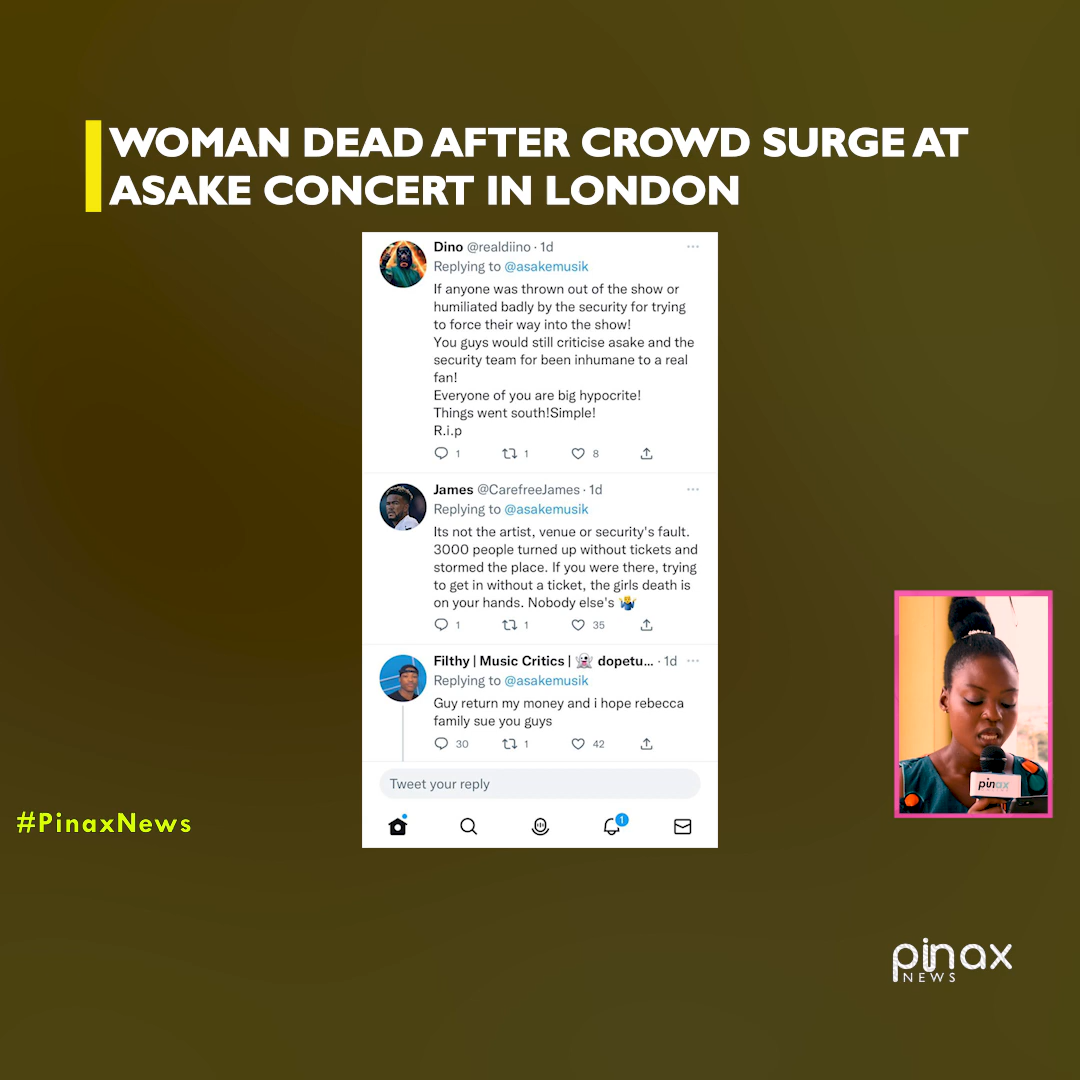 WOMAN DEAD AFTER CROWD SURGE AT
ASAKE CONCERT IN LONDON
Dino @realdiino · 1d
Replying to @asakemusik
If anyone was thrown out of the show or
humiliated badly by the security for trying
to force their way into the show!
You guys would still criticise asake and the
security team for been inhumane to a real
fan!
Everyone of you are big hypocrite!
Things went south!Simple!
R.i.p
1 1 8
James @CarefreeJames · 1d
Replying to @asakemusik
Its not the artist, venue or security's fault.
3000 people turned up without tickets and
stormed the place. If you were there, trying
to get in without a ticket, the girls death is
on your hands. Nobody else's 🤷‍♂️
1 1 35
Filthy | Music Critics | 👻 dopetu... · 1d
Replying to @asakemusik
Guy return my money and i hope rebecca
family sue you guys
30 1 42
Tweet your reply
1
#PinaxNews
pinax
pinax
NEWS